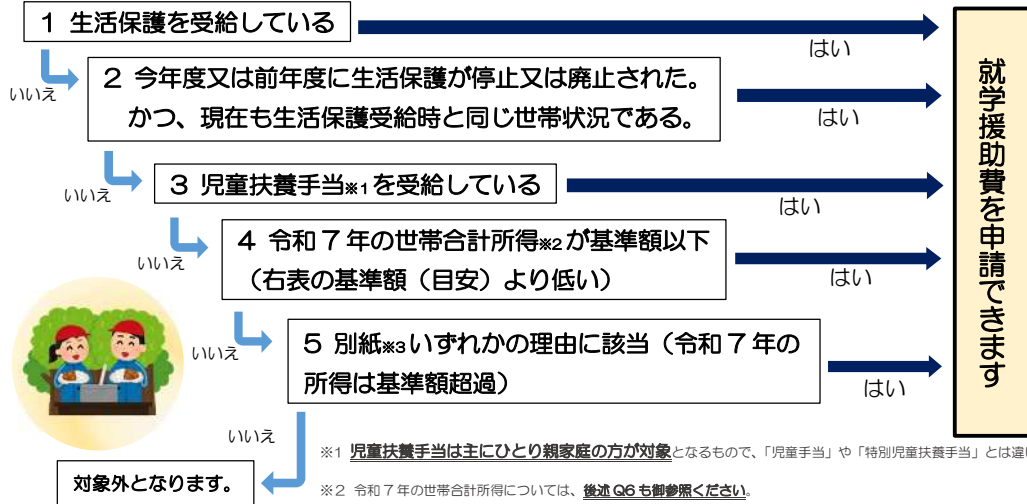 1 生活保護を受給している
はい
いいえ
2 今年度又は前年度に生活保護が停止又は廃止された。
かつ、現在も生活保護受給時と同じ世帯状況である。
はい
いいえ
3 児童扶養手当※1を受給している
はい
いいえ
4 令和7年の世帯合計所得※2が基準額以下
（右表の基準額（目安）より低い）
はい
いいえ
5 別紙※3いずれかの理由に該当（令和7年の
所得は基準額超過）
はい
いいえ
対象外となります。
就学援助費を申請できます
※1 児童扶養手当は主にひとり親家庭の方が対象となるもので、「児童手当」や「特別児童扶養手当」とは違い
※2 令和7年の世帯合計所得については、後述Q6も御参照ください。